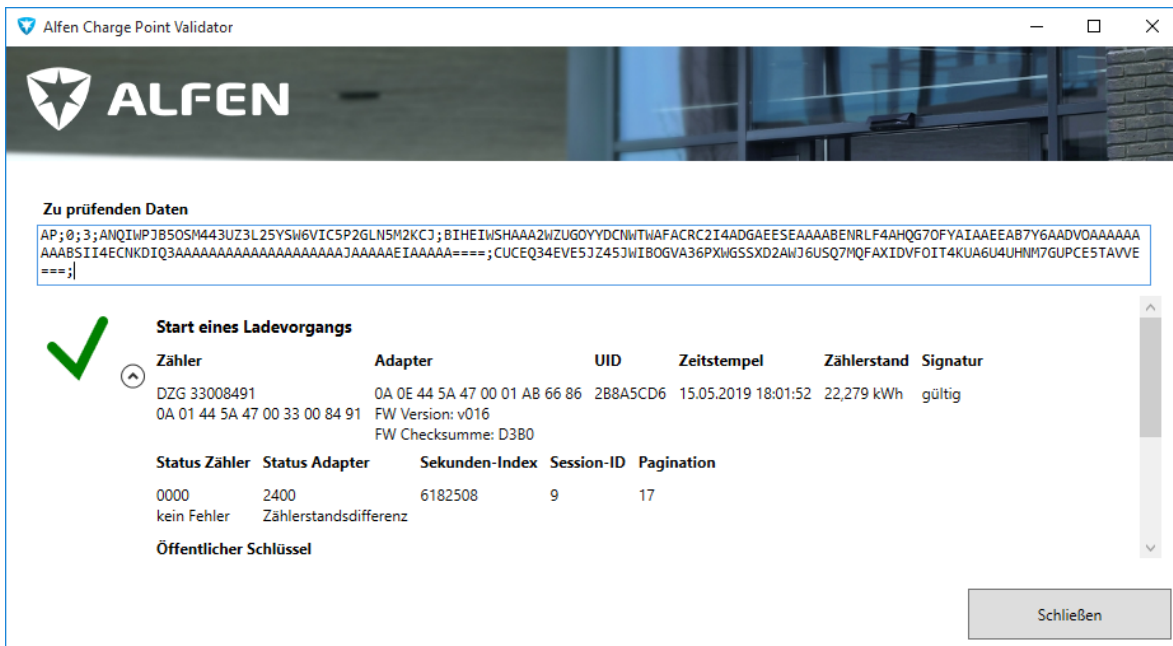 Alfen Charge Point Validator
ALFEN
Zu prüfenden Daten
AP;0;3;ANQIWPJB5OSM443UZ3L25YSW6VIC5P2GLN5M2KCJ;BIHEIWSHAAA2WZUGOYYDCNWTWAFACRC2I4ADGAEESEAAAABENRLF4AHQG7OFYAIAAEEAB7Y6AADVOAAAAAA
AAABSII4ECNKDIQ3AAAAAAAAAAAAAAAAAAAJAAAAAEIAAAAA====;CUCEQ34EVE5JZ45JWIBOGVA36PXWGSSXD2AWJ6USQ7MQFAXIDVFOIT4KUA6U4UHNM7GUPCE5TAVVE
===;
Start eines Ladevorgangs
Zähler Adapter UID Zeitstempel Zählerstand Signatur
DZG 33008491 0A 0E 44 5A 47 00 01 AB 66 86 2B8A5CD6 15.05.2019 18:01:52 22,279 kWh gültig
0A 01 44 5A 47 00 33 00 84 91 FW Version: v016
FW Checksumme: D3B0
Status Zähler Status Adapter Sekunden-Index Session-ID Pagination
0000 2400 6182508 9 17
kein Fehler Zählerstandsdifferenz
Öffentlicher Schlüssel
Schließen